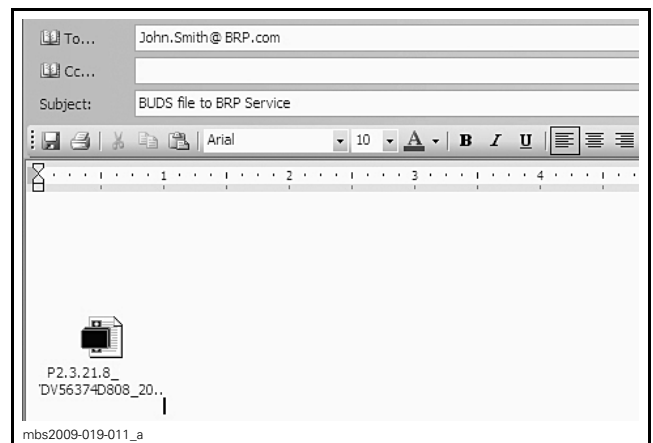 To...
John.Smith@ BRP.com
Cc...
Subject:
BUDS file to BRP Service
Arial
10
A
B I U
1 2 3 4
P2.3.21.8_
'DV56374D808_20..
mbs2009-019-011_a